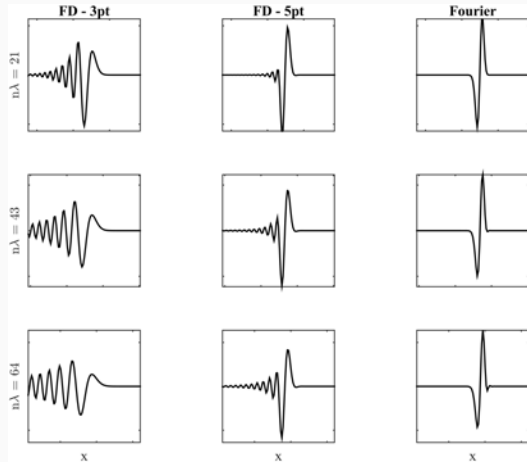 FD - 3pt
FD - 5pt
Fourier
nλ = 21
nλ = 43
nλ = 64
x
x
x